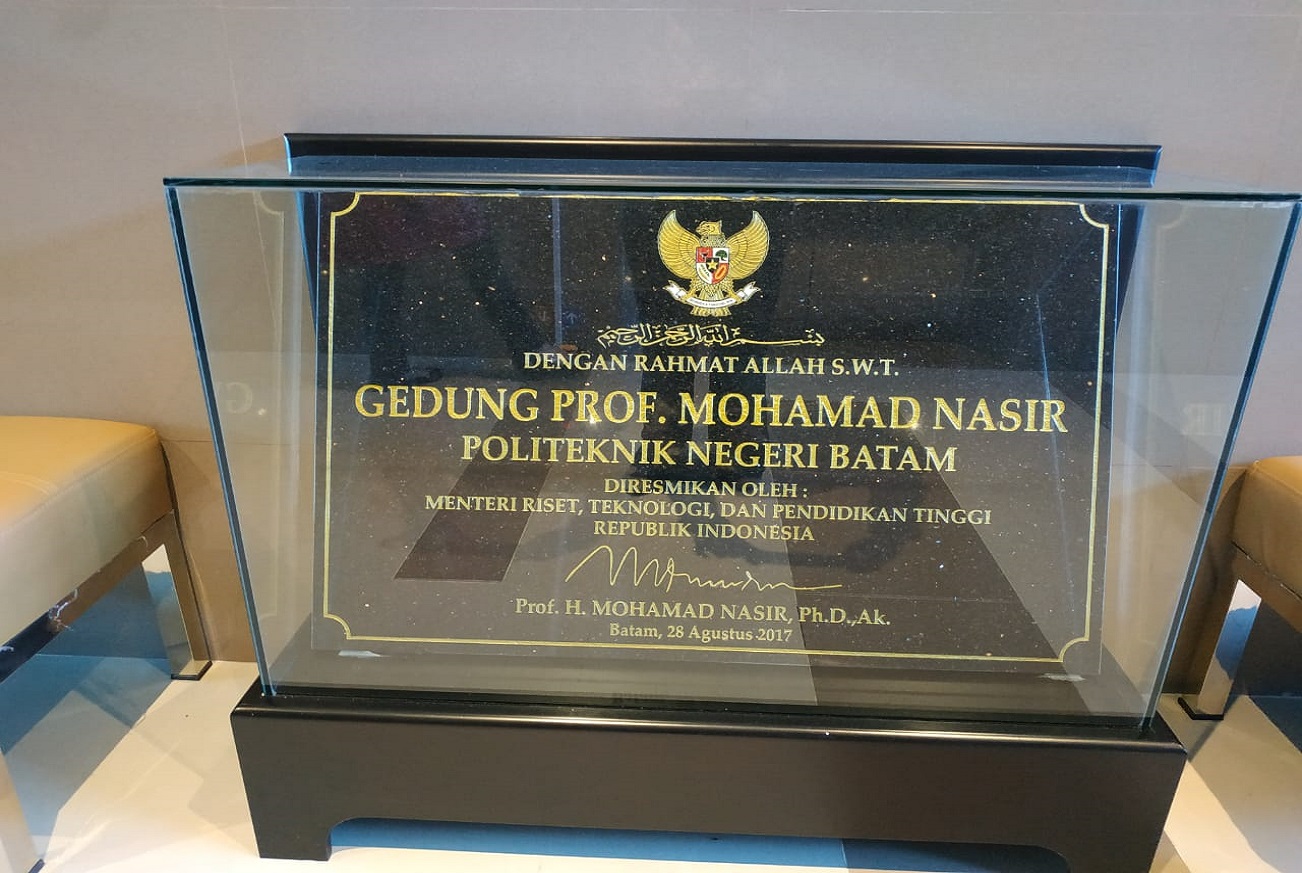 بسم الله الرحمن الرحيم
DENGAN RAHMAT ALLAH S.W.T.
GEDUNG PROF. MOHAMAD NASIR
POLITEKNIK NEGERI BATAM
DIRESMIKAN OLEH :
MENTERI RISET, TEKNOLOGI, DAN PENDIDIKAN TINGGI
REPUBLIK INDONESIA
Prof. H. MOHAMAD NASIR, Ph.D.,Ak.
Batam, 28 Agustus 2017